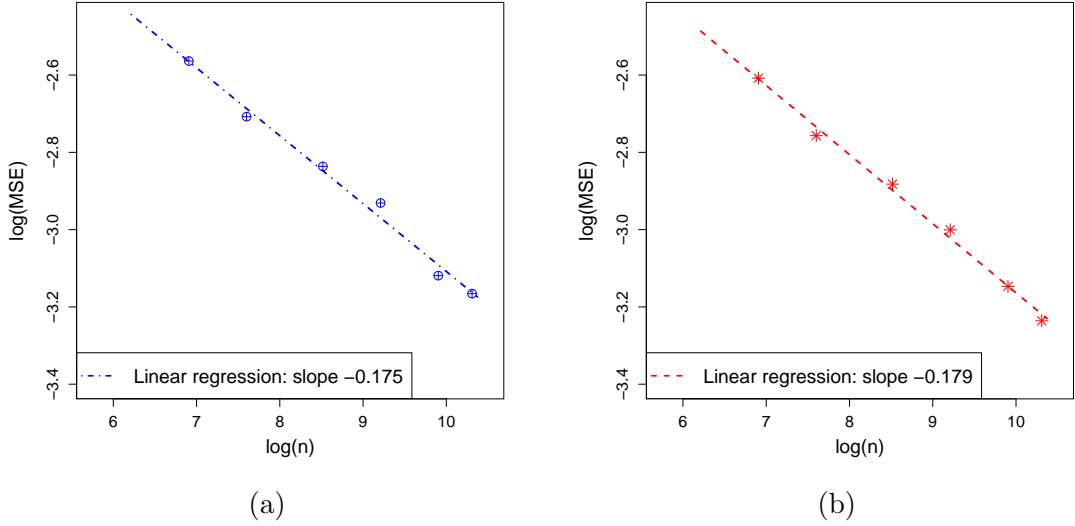 −2.6
−2.8
−3.0
−3.2
−3.4
log(MSE)
Linear regression: slope −0.175
6 7 8 9 10
log(n)
(a)
−2.6
−2.8
−3.0
−3.2
−3.4
log(MSE)
Linear regression: slope −0.179
6 7 8 9 10
log(n)
(b)